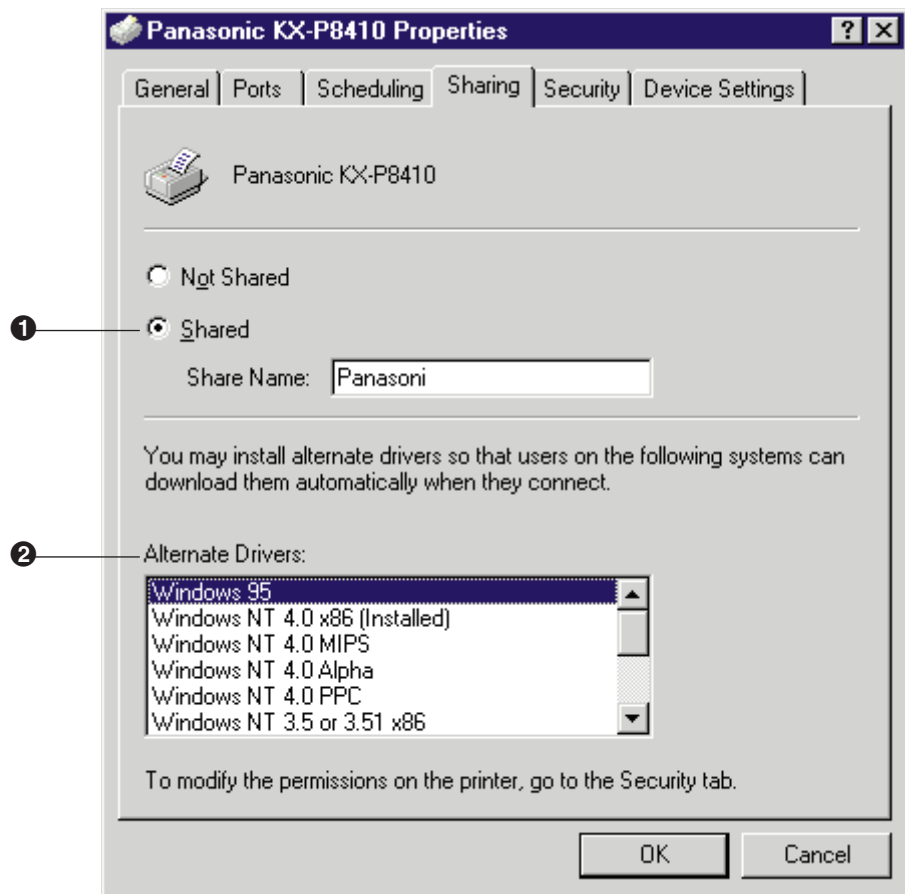 Panasonic KX-P8410 Properties ? ×
General Ports Scheduling Sharing Security Device Settings
Panasonic KX-P8410
Not Shared
❶ Shared
Share Name: Panasoni
You may install alternate drivers so that users on the following systems can
download them automatically when they connect.
❷ Alternate Drivers:
Windows 95
Windows NT 4.0 x86 (Installed)
Windows NT 4.0 MIPS
Windows NT 4.0 Alpha
Windows NT 4.0 PPC
Windows NT 3.5 or 3.51 x86
To modify the permissions on the printer, go to the Security tab.
OK Cancel